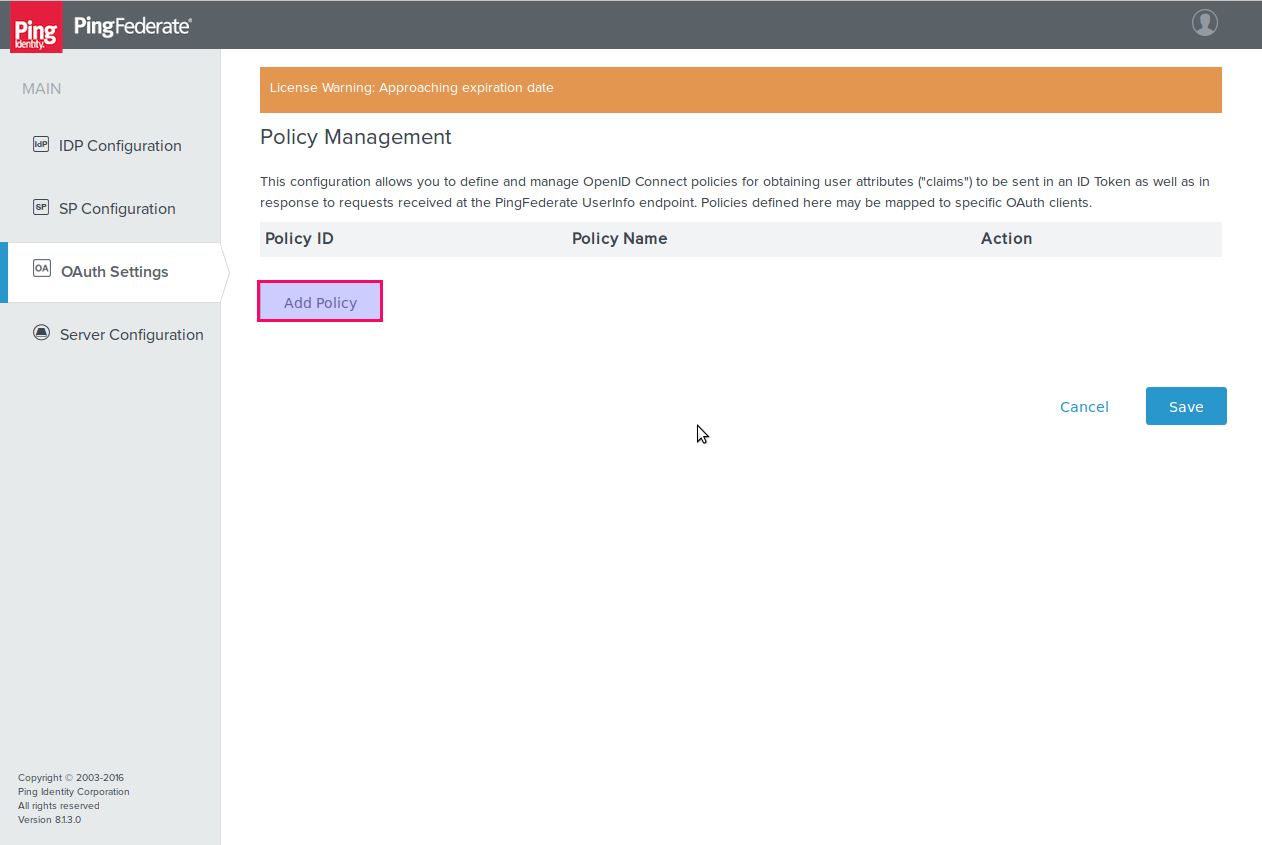 Ping
Identity.
PingFederate®
MAIN
IdP IDP Configuration
SP SP Configuration
OA OAuth Settings
Server Configuration
License Warning: Approaching expiration date
Policy Management
This configuration allows you to define and manage OpenID Connect policies for obtaining user attributes ("claims") to be sent in an ID Token as well as in
response to requests received at the PingFederate UserInfo endpoint. Policies defined here may be mapped to specific OAuth clients.
Policy ID Policy Name Action
Add Policy
Cancel Save
Copyright © 2003-2016
Ping Identity Corporation
All rights reserved
Version 8.1.3.0